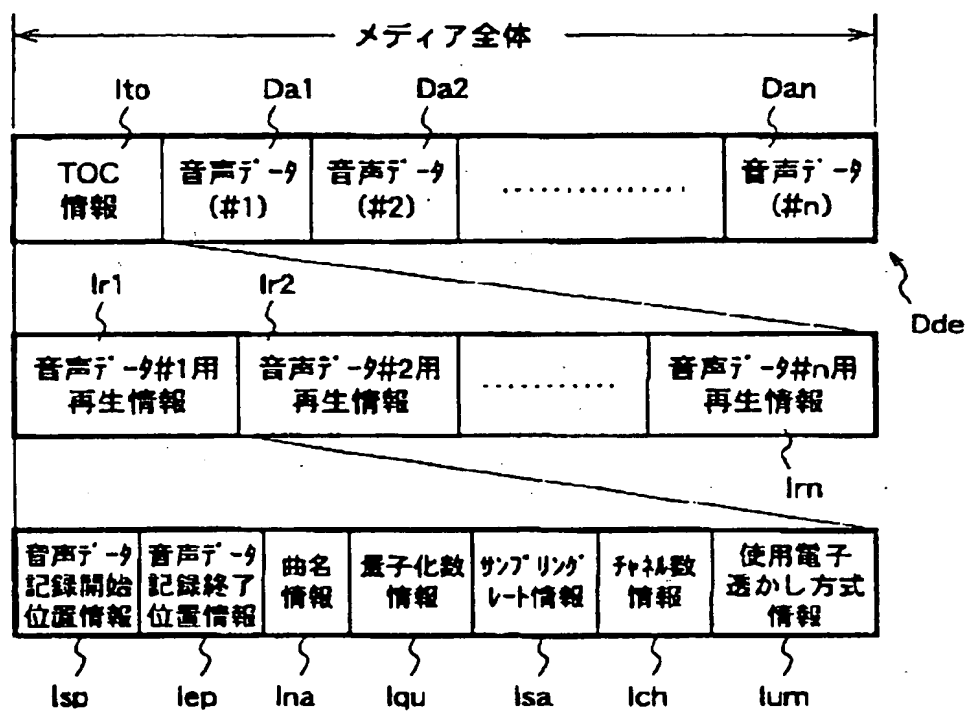 メディア全体
Ito Da1 Da2 Dan
TOC 音声データ 音声データ ................. 音声データ
情報 (#1) (#2) (#n)
Dde
Ir1 Ir2
音声データ#1用 音声データ#2用 ............ 音声データ#n用
再生情報 再生情報 再生情報
Irn
音声データ 音声データ 曲名 量子化数 サンプリング チャネル数 使用電子
記録開始 記録終了 情報 情報 レート情報 情報 透かし方式
位置情報 位置情報 情報
Isp Iep Ina Iqu Isa Ich Ium